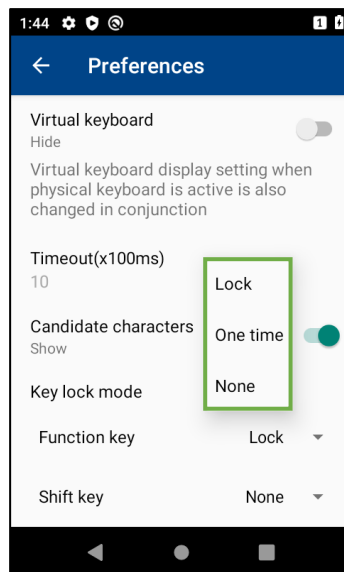 1:44
1
Preferences
Virtual keyboard
Hide
Virtual keyboard display setting when
physical keyboard is active is also
changed in conjunction
Timeout(x100ms)
10
Lock
Candidate characters
One time
Show
None
Key lock mode
Function key Lock
Shift key None